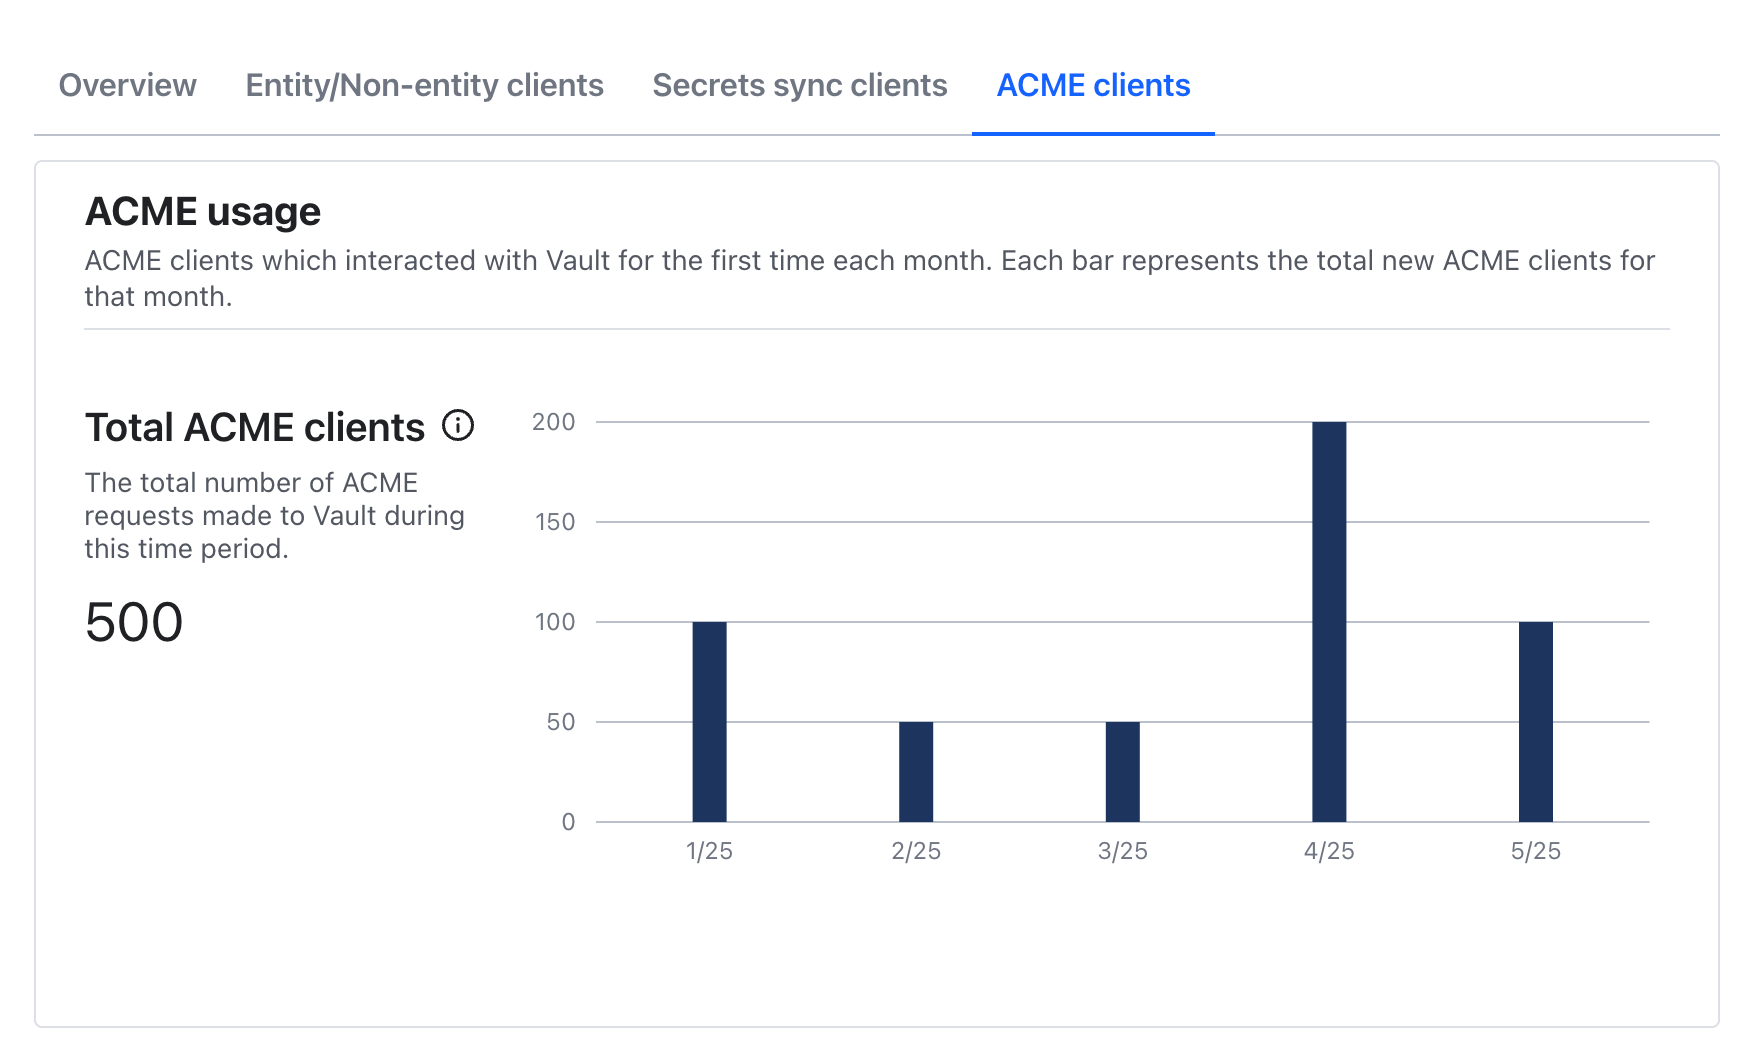 Overview Entity/Non-entity clients Secrets sync clients ACME clients
ACME usage
ACME clients which interacted with Vault for the first time each month. Each bar represents the total new ACME clients for
that month.
Total ACME clients
The total number of ACME
requests made to Vault during
this time period.
500
200
150
100
50
0
1/25 2/25 3/25 4/25 5/25